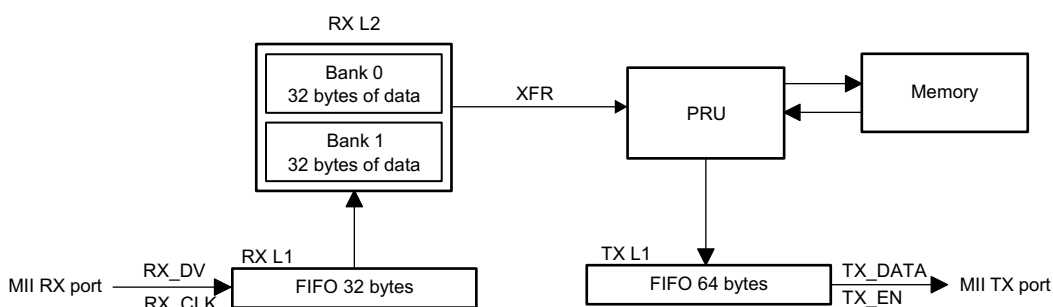 RX L2
Bank 0
32 bytes of data
XFR
PRU
Memory
Bank 1
32 bytes of data
RX L1
TX L1
MII RX port
RX_DV
RX_CLK
FIFO 32 bytes
FIFO 64 bytes
TX_DATA
TX_EN
MII TX port